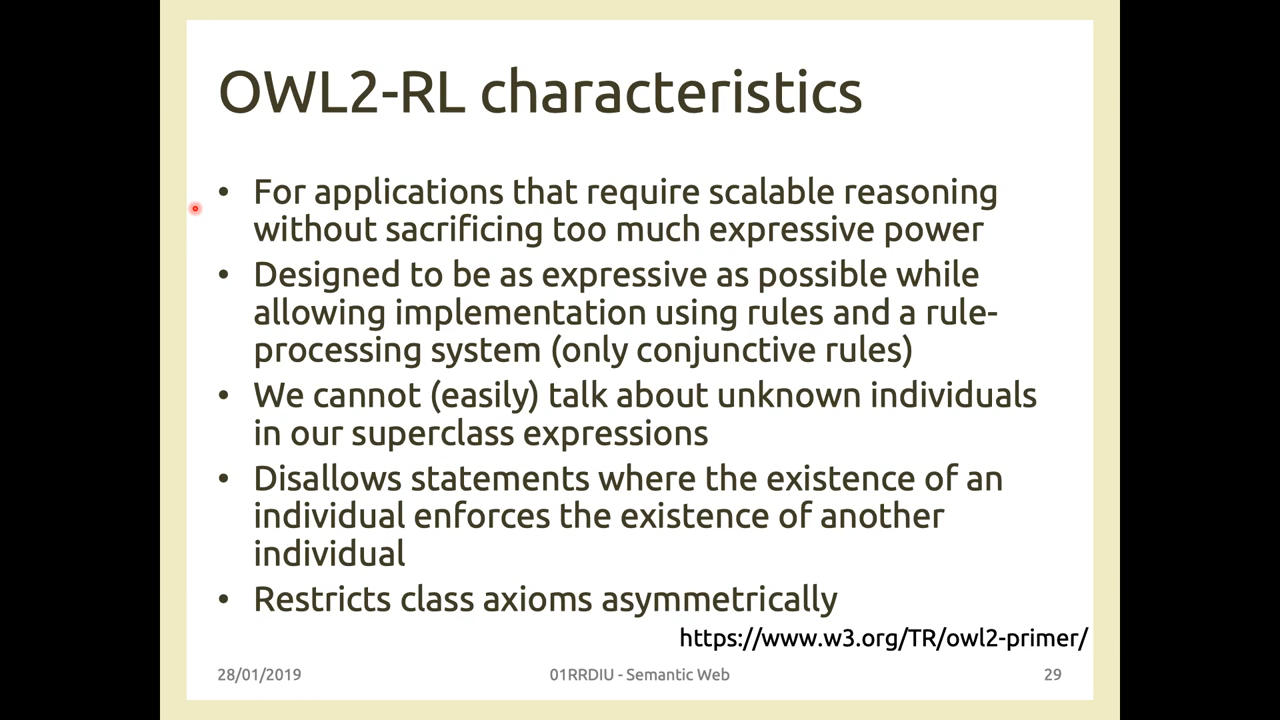 OWL2-RL characteristics
• For applications that require scalable reasoning
without sacrificing too much expressive power
• Designed to be as expressive as possible while
allowing implementation using rules and a rule-
processing system (only conjunctive rules)
• We cannot (easily) talk about unknown individuals
in our superclass expressions
• Disallows statements where the existence of an
individual enforces the existence of another
individual
• Restricts class axioms asymmetrically
https://www.w3.org/TR/owl2-primer/
28/01/2019 01RRDIU - Semantic Web 29